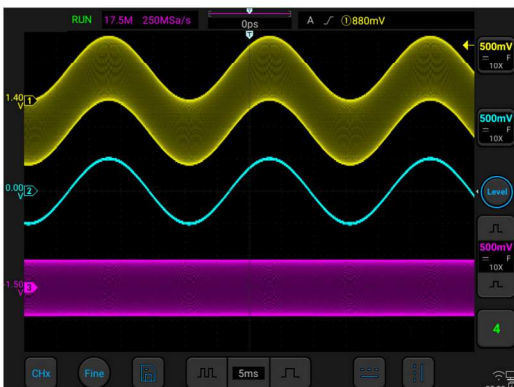 RUN 17.5M 250MSa/s 0ps A ①880mV
T
500mV
F
10X
1.40
V
1
500mV
F
10X
0.00
V
2
Level
500mV
F
10X
-1.50
V
3
4
CHx Fine 5ms